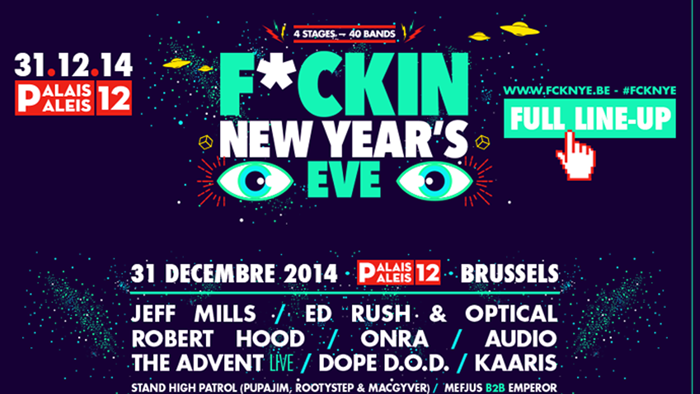 4 STAGES — 40 BANDS
31.12.14
PALAIS PALEIS 12
F*CKIN
NEW YEAR'S
EVE
WWW.FCKNYE.BE - #FCKNYE
FULL LINE-UP
31 DECEMBRE 2014 · PALAIS PALEIS 12 · BRUSSELS
JEFF MILLS / ED RUSH & OPTICAL
ROBERT HOOD / ONRA / AUDIO
THE ADVENT LIVE / DOPE D.O.D. / KAARIS
STAND HIGH PATROL (PUPAJIM, ROOTYSTEP & MACGYVER) / MEFJUS B2B EMPEROR